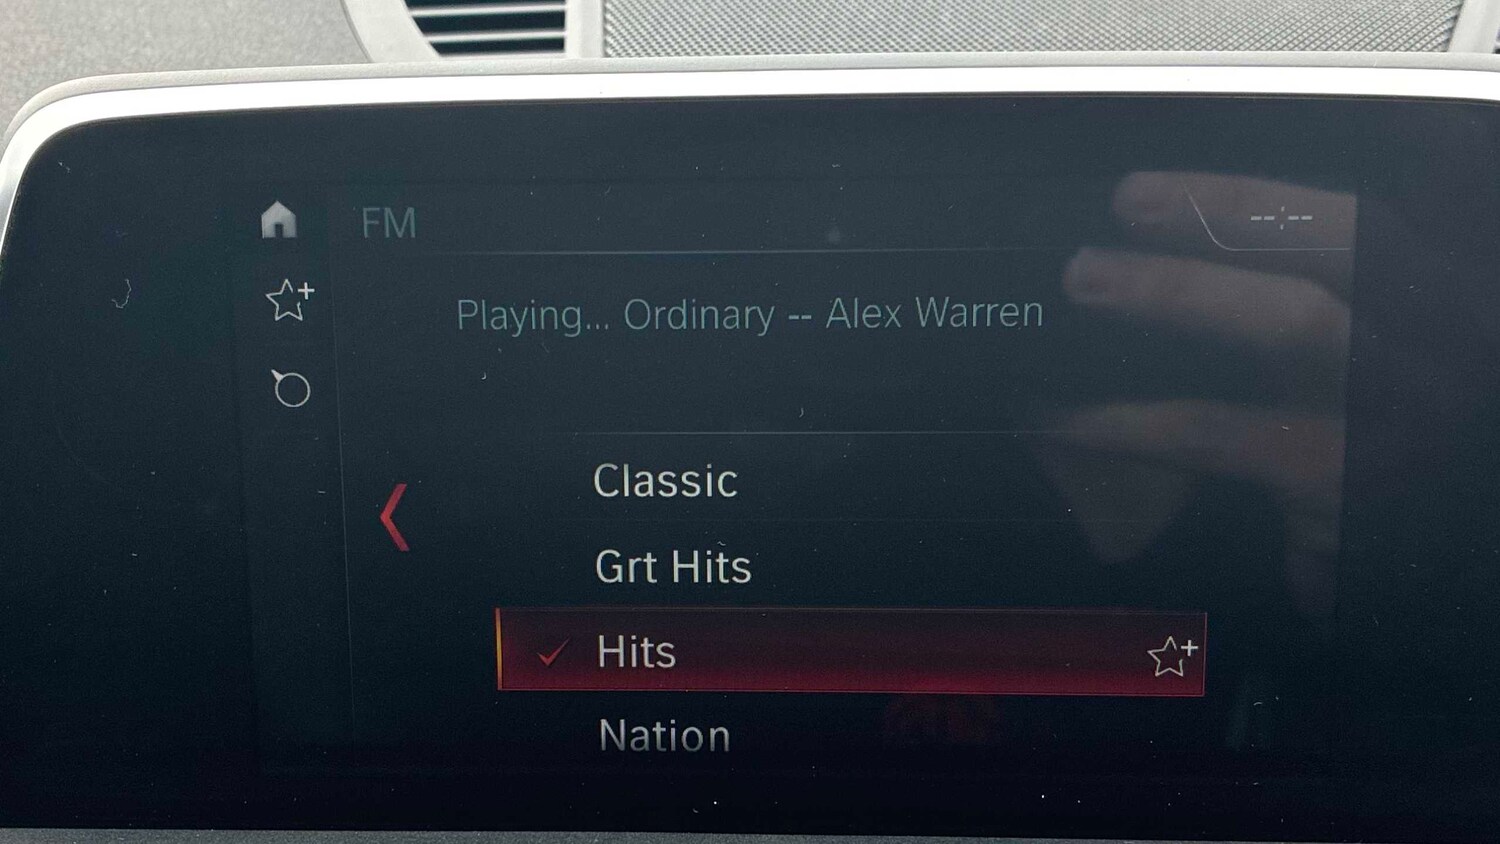 FM
--:--
Playing... Ordinary -- Alex Warren
Classic
Grt Hits
Hits
Nation